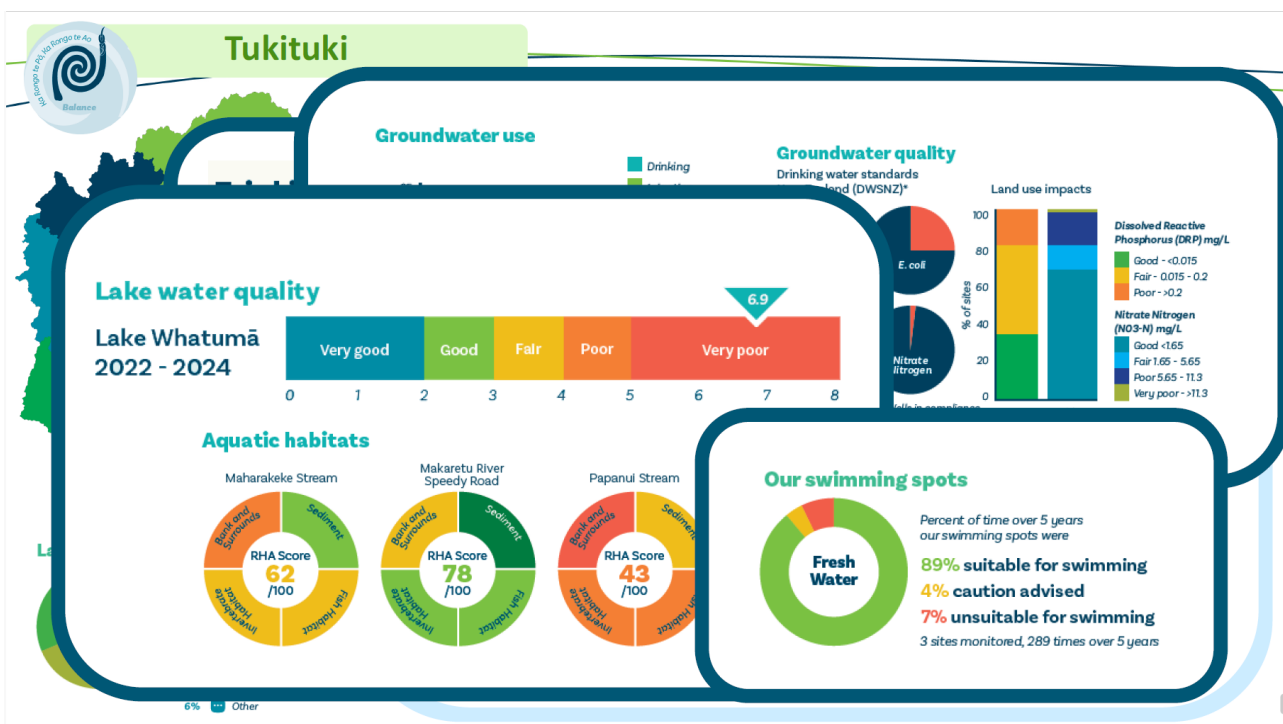 Tukituki
Ka Rongo te Pō, Ka Rongo te Ao
Balance
Groundwater use
Drinking
Groundwater quality
Drinking water standards
(DWSNZ)*
E. coli
Nitrate
Nitrogen
Land use impacts
100
80
60
40
20
0
% of sites
Dissolved Reactive
Phosphorus (DRP) mg/L
Good - <0.015
Fair - 0.015 - 0.2
Poor - >0.2
Nitrate Nitrogen
(NO3-N) mg/L
Good <1.65
Fair 1.65 - 5.65
Poor 5.65 - 11.3
Very poor - >11.3
Lake water quality
Lake Whatumā
2022 - 2024
6.9
Very good
Good
Fair
Poor
Very poor
0 1 2 3 4 5 6 7 8
Aquatic habitats
Maharakeke Stream
Bank and Surrounds
Sediment
Invertebrate Habitat
Fish Habitat
RHA Score
62
/100
Makaretu River
Speedy Road
Bank and Surrounds
Sediment
Invertebrate Habitat
Fish Habitat
RHA Score
78
/100
Papanui Stream
Bank and Surrounds
Invertebrate Habitat
RHA Score
43
/100
Our swimming spots
Fresh
Water
Percent of time over 5 years
our swimming spots were
89% suitable for swimming
4% caution advised
7% unsuitable for swimming
3 sites monitored, 289 times over 5 years
6% Other